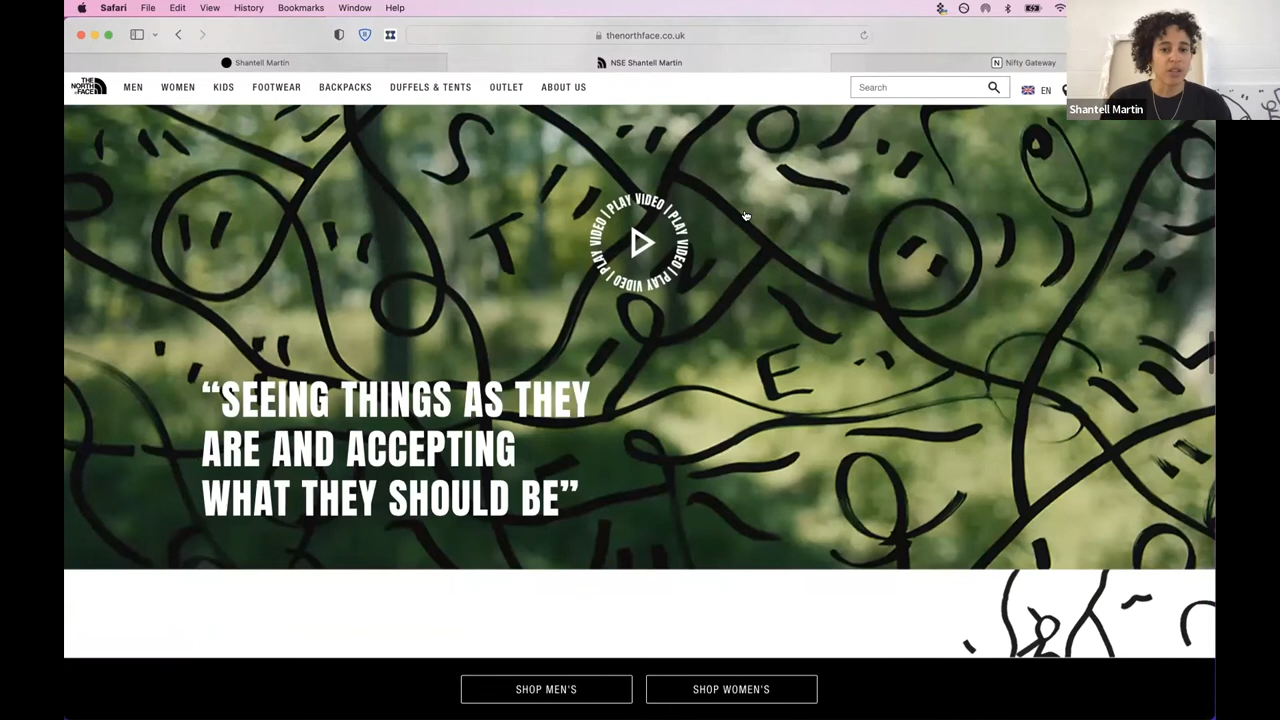 Safari File Edit View History Bookmarks Window Help
thenorthface.co.uk
Shantell Martin
NSE Shantell Martin
N Nifty Gateway
Shantell Martin
THE NORTH FACE
MEN WOMEN KIDS FOOTWEAR BACKPACKS DUFFELS & TENTS OUTLET ABOUT US
Search
EN
PLAY VIDEO | PLAY VIDEO | PLAY VIDEO | PLAY VIDEO |
S
T
E
“SEEING THINGS AS THEY
ARE AND ACCEPTING
WHAT THEY SHOULD BE”
SHOP MEN'S
SHOP WOMEN'S